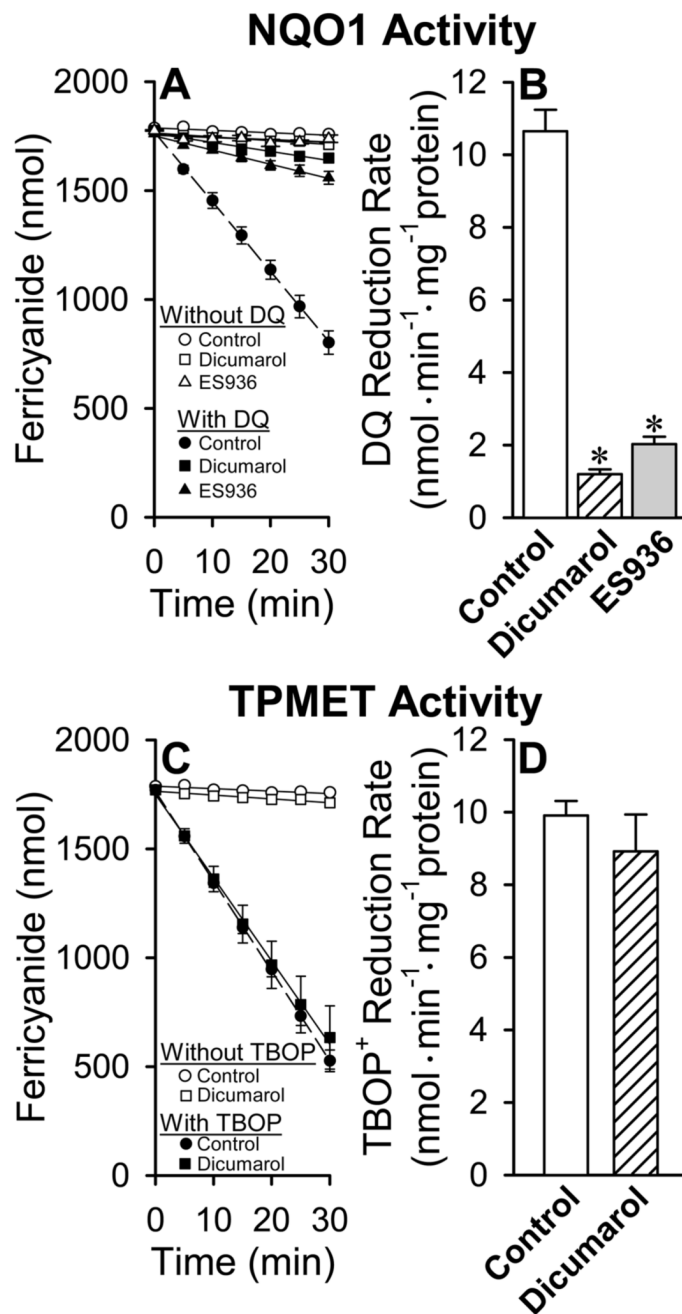 NQO1 Activity
A
Ferricyanide (nmol)
2000
1500
1000
500
0
Without DQ
Control
Dicumarol
ES936
With DQ
Control
Dicumarol
ES936
0 10 20 30
Time (min)
B
DQ Reduction Rate
(nmol·min⁻¹·mg⁻¹protein)
12
10
8
6
4
2
0
*
*
Control
Dicumarol
ES936
TPMET Activity
C
Ferricyanide (nmol)
2000
1500
1000
500
0
Without TBOP
Control
Dicumarol
With TBOP
Control
Dicumarol
0 10 20 30
Time (min)
D
TBOP⁺ Reduction Rate
(nmol·min⁻¹·mg⁻¹protein)
12
10
8
6
4
2
0
Control
Dicumarol